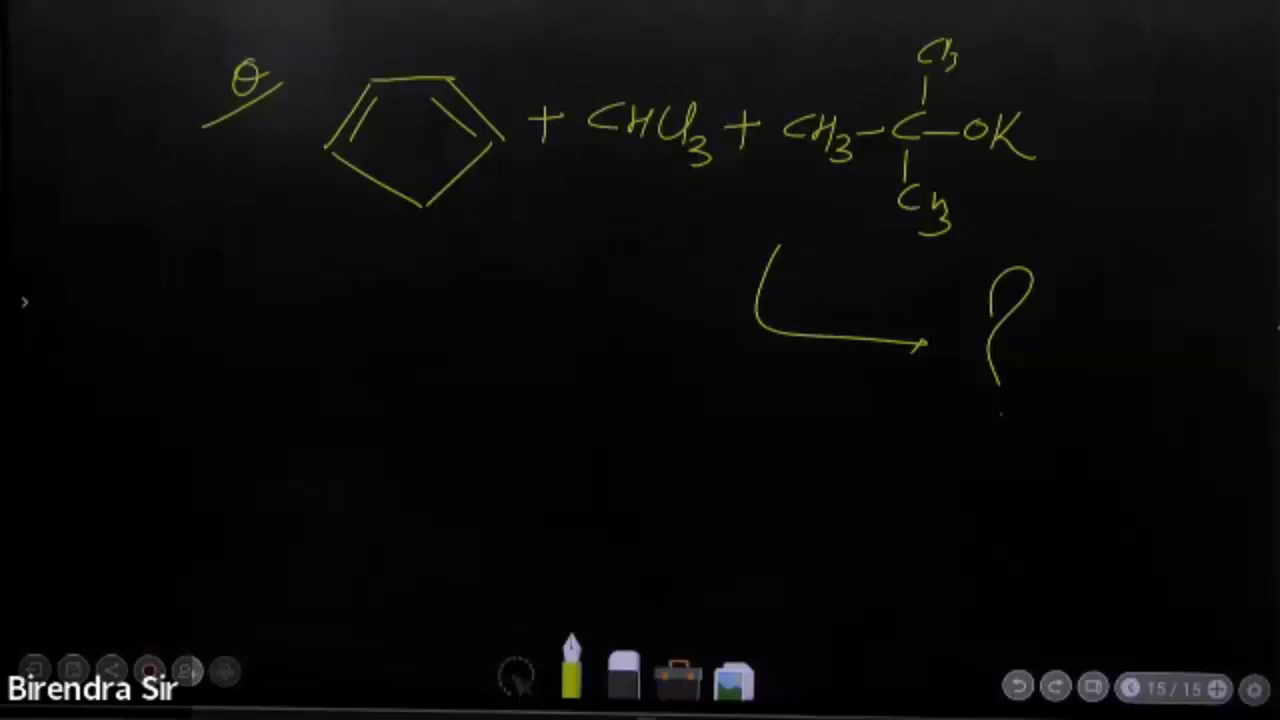 Q
CH3
+ CHCl3 + CH3-C-OK
CH3
?
Birendra Sir
15/15